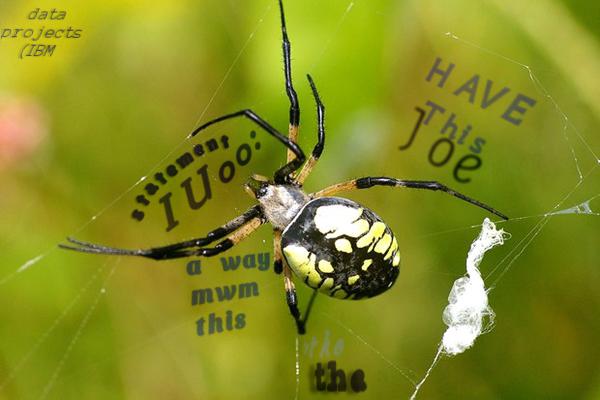 data
projects
(IBM
HAVE
This
Joe
statement
IUoo:
a way
mwm
this
the
the